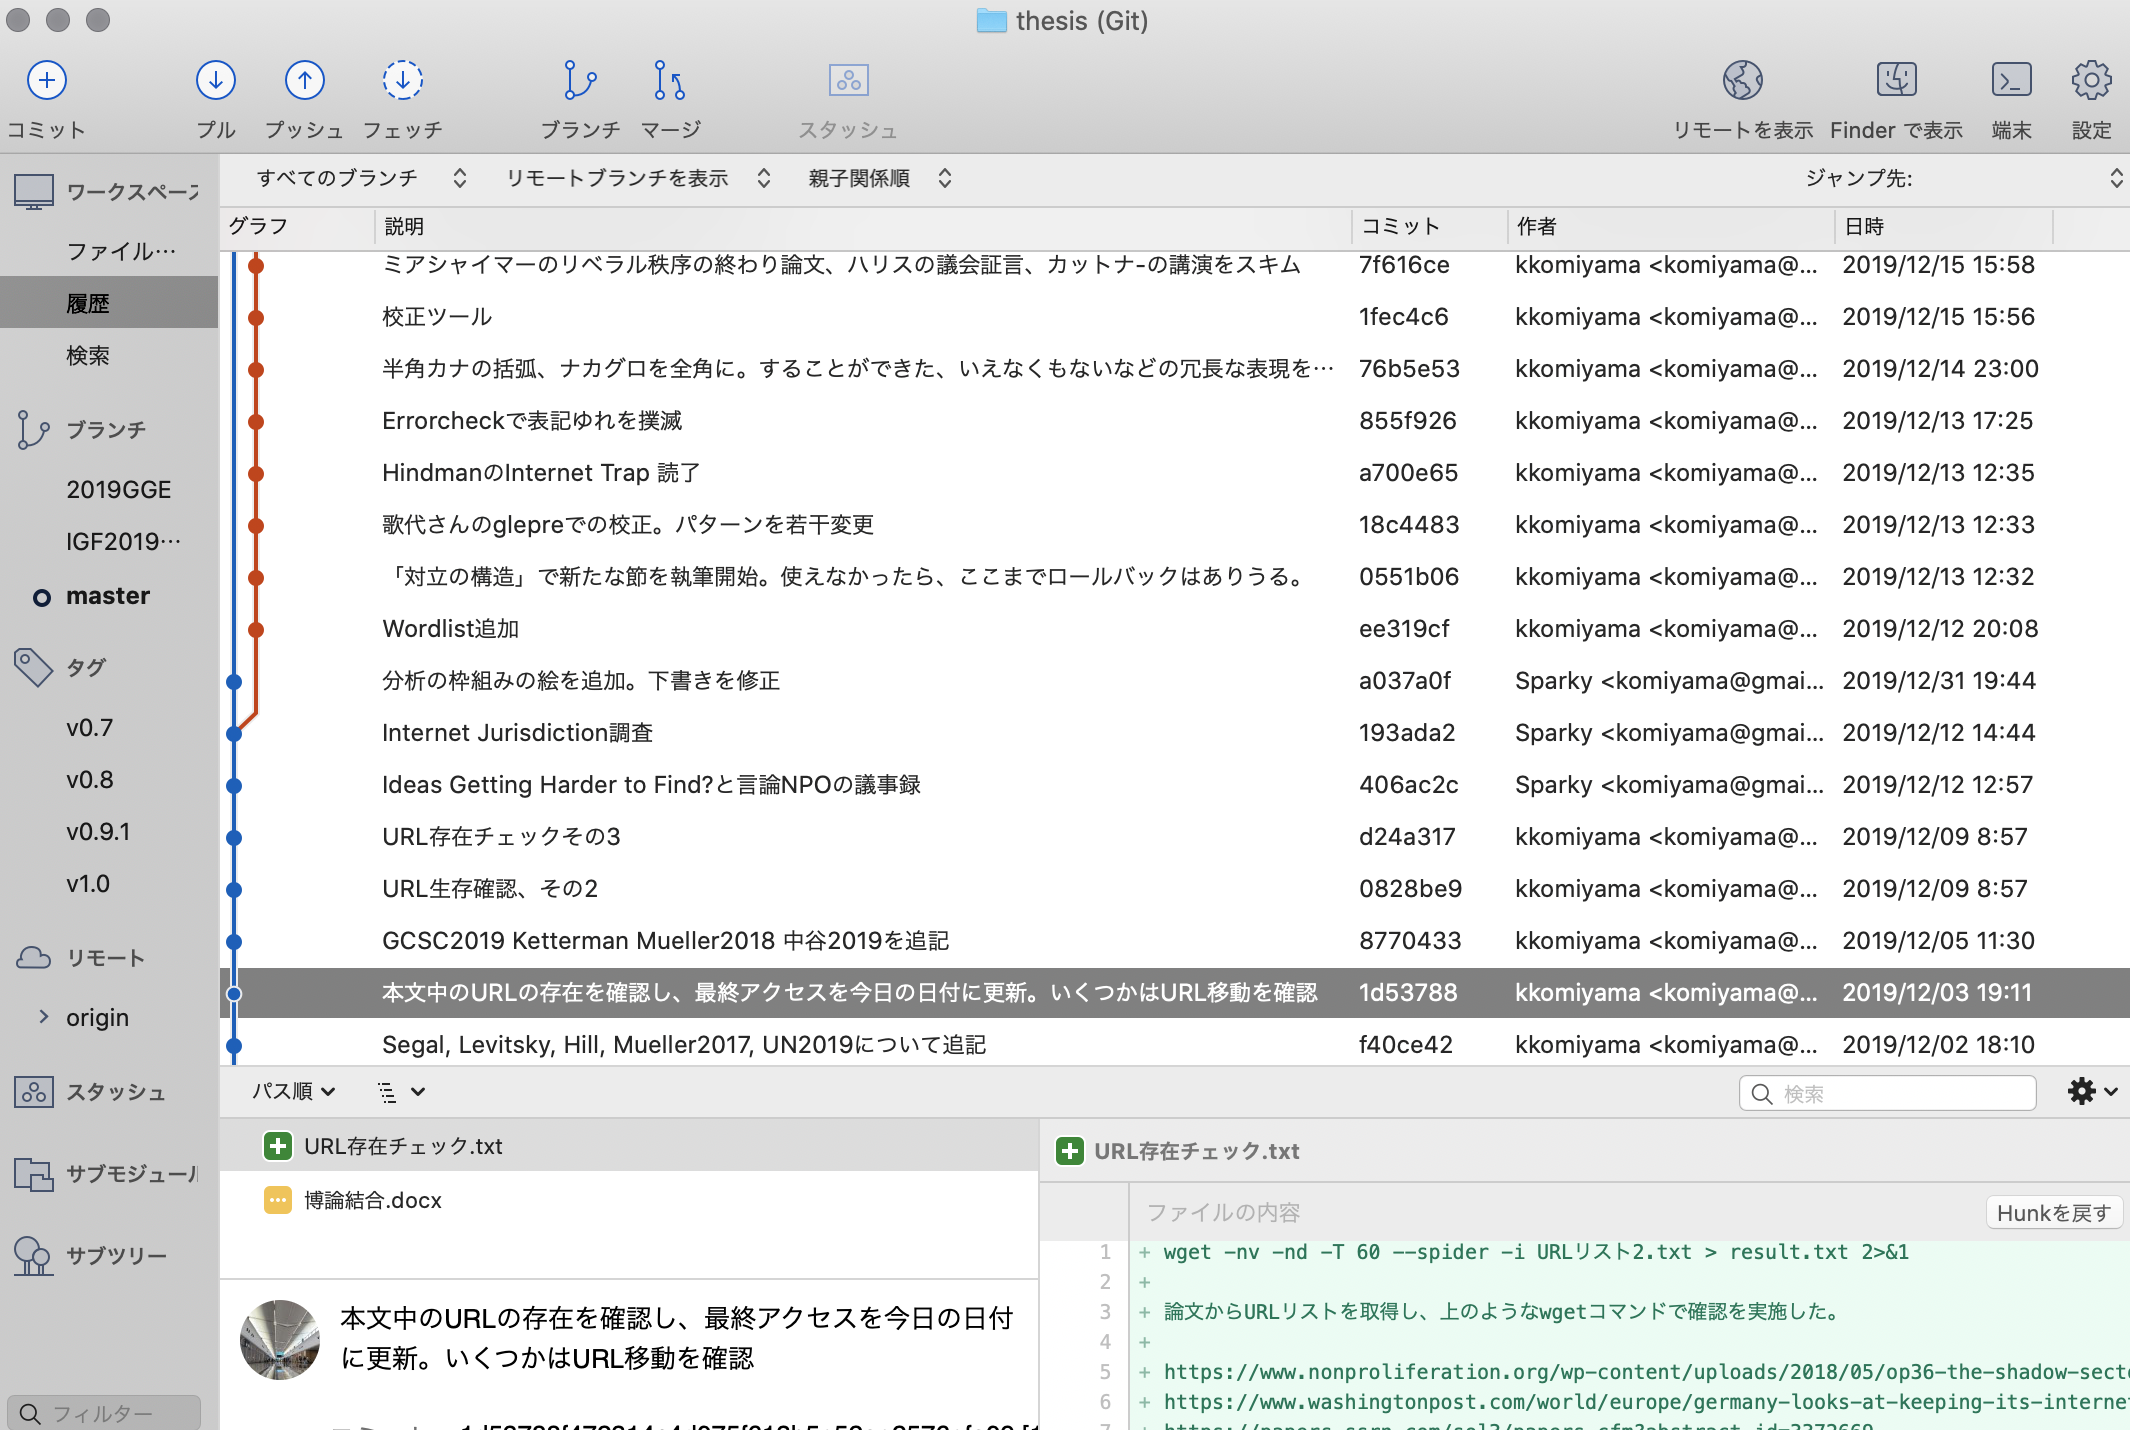 thesis (Git)
コミット
プル
プッシュ
フェッチ
ブランチ
マージ
スタッシュ
リモートを表示
Finder で表示
端末
設定
ワークスペース
ファイル…
履歴
検索
ブランチ
2019GGE
IGF2019…
master
タグ
v0.7
v0.8
v0.9.1
v1.0
リモート
origin
スタッシュ
サブモジュール
サブツリー
フィルター
すべてのブランチ リモートブランチを表示 親子関係順 ジャンプ先:
グラフ 説明 コミット 作者 日時
ミアシャイマーのリベラル秩序の終わり論文、ハリスの議会証言、カットナ-の講演をスキム 7f616ce kkomiyama <komiyama@... 2019/12/15 15:58
校正ツール 1fec4c6 kkomiyama <komiyama@... 2019/12/15 15:56
半角カナの括弧、ナカグロを全角に。することができた、いえなくもないなどの冗長な表現を… 76b5e53 kkomiyama <komiyama@... 2019/12/14 23:00
Errorcheckで表記ゆれを撲滅 855f926 kkomiyama <komiyama@... 2019/12/13 17:25
HindmanのInternet Trap 読了 a700e65 kkomiyama <komiyama@... 2019/12/13 12:35
歌代さんのglepreでの校正。パターンを若干変更 18c4483 kkomiyama <komiyama@... 2019/12/13 12:33
「対立の構造」で新たな節を執筆開始。使えなかったら、ここまでロールバックはありうる。 0551b06 kkomiyama <komiyama@... 2019/12/13 12:32
Wordlist追加 ee319cf kkomiyama <komiyama@... 2019/12/12 20:08
分析の枠組みの絵を追加。下書きを修正 a037a0f Sparky <komiyama@gmai... 2019/12/31 19:44
Internet Jurisdiction調査 193ada2 Sparky <komiyama@gmai... 2019/12/12 14:44
Ideas Getting Harder to Find?と言論NPOの議事録 406ac2c Sparky <komiyama@gmai... 2019/12/12 12:57
URL存在チェックその3 d24a317 kkomiyama <komiyama@... 2019/12/09 8:57
URL生存確認、その2 0828be9 kkomiyama <komiyama@... 2019/12/09 8:57
GCSC2019 Ketterman Mueller2018 中谷2019を追記 8770433 kkomiyama <komiyama@... 2019/12/05 11:30
本文中のURLの存在を確認し、最終アクセスを今日の日付に更新。いくつかはURL移動を確認 1d53788 kkomiyama <komiyama@... 2019/12/03 19:11
Segal, Levitsky, Hill, Mueller2017, UN2019について追記 f40ce42 kkomiyama <komiyama@... 2019/12/02 18:10
パス順
検索
URL存在チェック.txt
博論結合.docx
本文中のURLの存在を確認し、最終アクセスを今日の日付
に更新。いくつかはURL移動を確認
URL存在チェック.txt
ファイルの内容
Hunkを戻す
1 + wget -nv -nd -T 60 --spider -i URLリスト2.txt > result.txt 2>&1
2 +
3 + 論文からURLリストを取得し、上のようなwgetコマンドで確認を実施した。
4 +
5 + https://www.nonproliferation.org/wp-content/uploads/2018/05/op36-the-shadow-sect
6 + https://www.washingtonpost.com/world/europe/germany-looks-at-keeping-its-interne